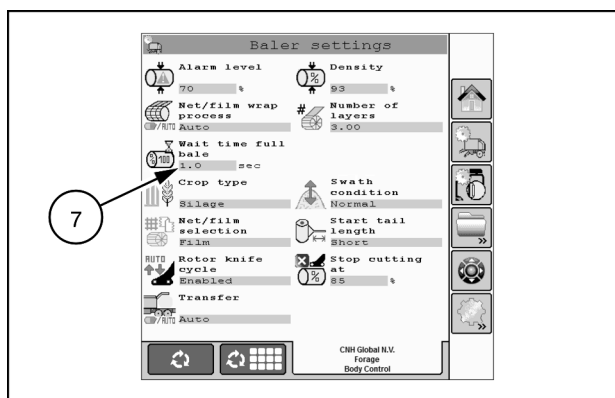 Baler settings
Alarm level
70 %
Density
93 %
Net/film wrap
process
Auto
Number of
layers
3.00
Wait time full
bale
1.0 sec
Crop type
Silage
Swath
condition
Normal
Net/film
selection
Film
Start tail
length
Short
Rotor knife
cycle
Enabled
Stop cutting
at
85 %
Transfer
Auto
7
/AUTO
%
#
% 100
AUTO
%
/AUTO
»
»
CNH Global N.V.
Forage
Body Control